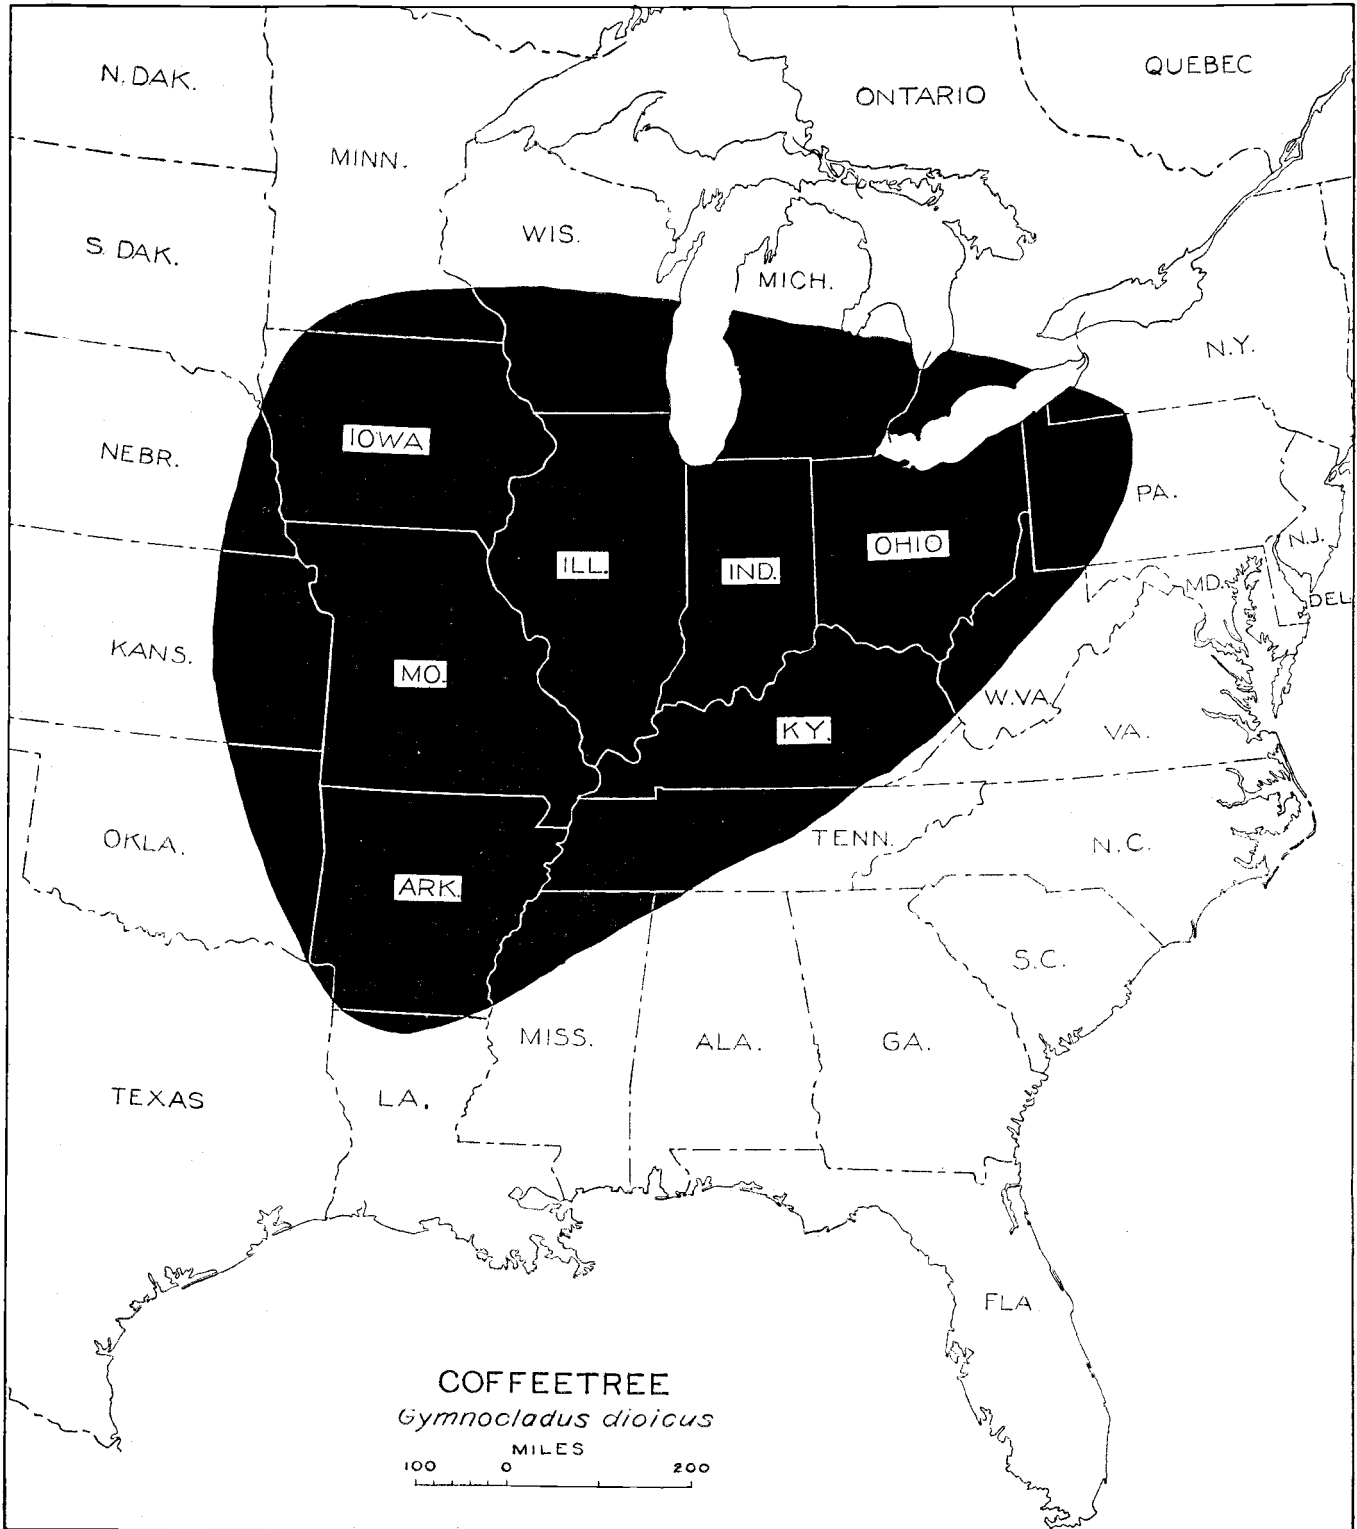 QUEBEC
N. DAK.
ONTARIO
MINN.
WIS.
S. DAK.
MICH.
N.Y.
IOWA
NEBR.
PA.
N.J.
OHIO
ILL.
IND.
MD.
DEL
KANS.
MO.
W.VA.
KY.
VA.
OKLA.
TENN.
N.C.
ARK.
S.C.
MISS.
ALA.
GA.
TEXAS
LA.
FLA
COFFEETREE
Gymnocladus dioicus
MILES
100 0 200